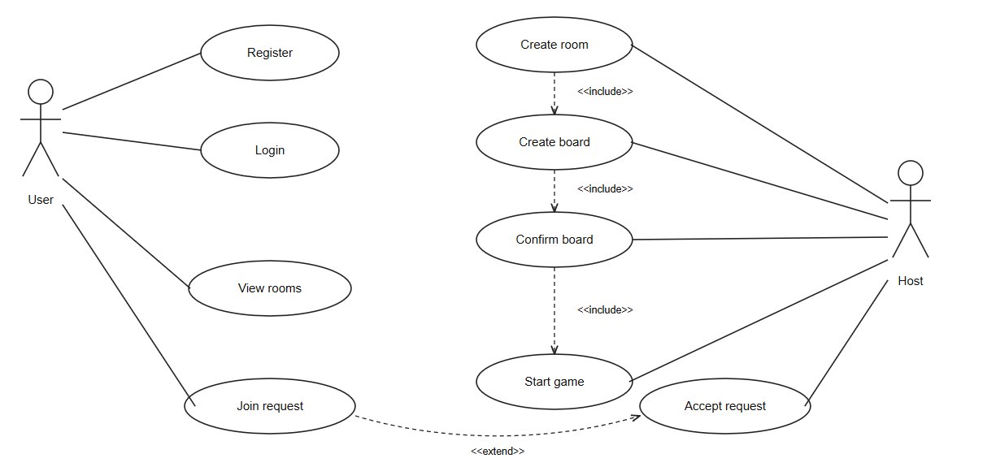 Register
Login
User
View rooms
Join request
Create room
<<include>>
Create board
<<include>>
Confirm board
<<include>>
Start game
Accept request
<<extend>>
Host